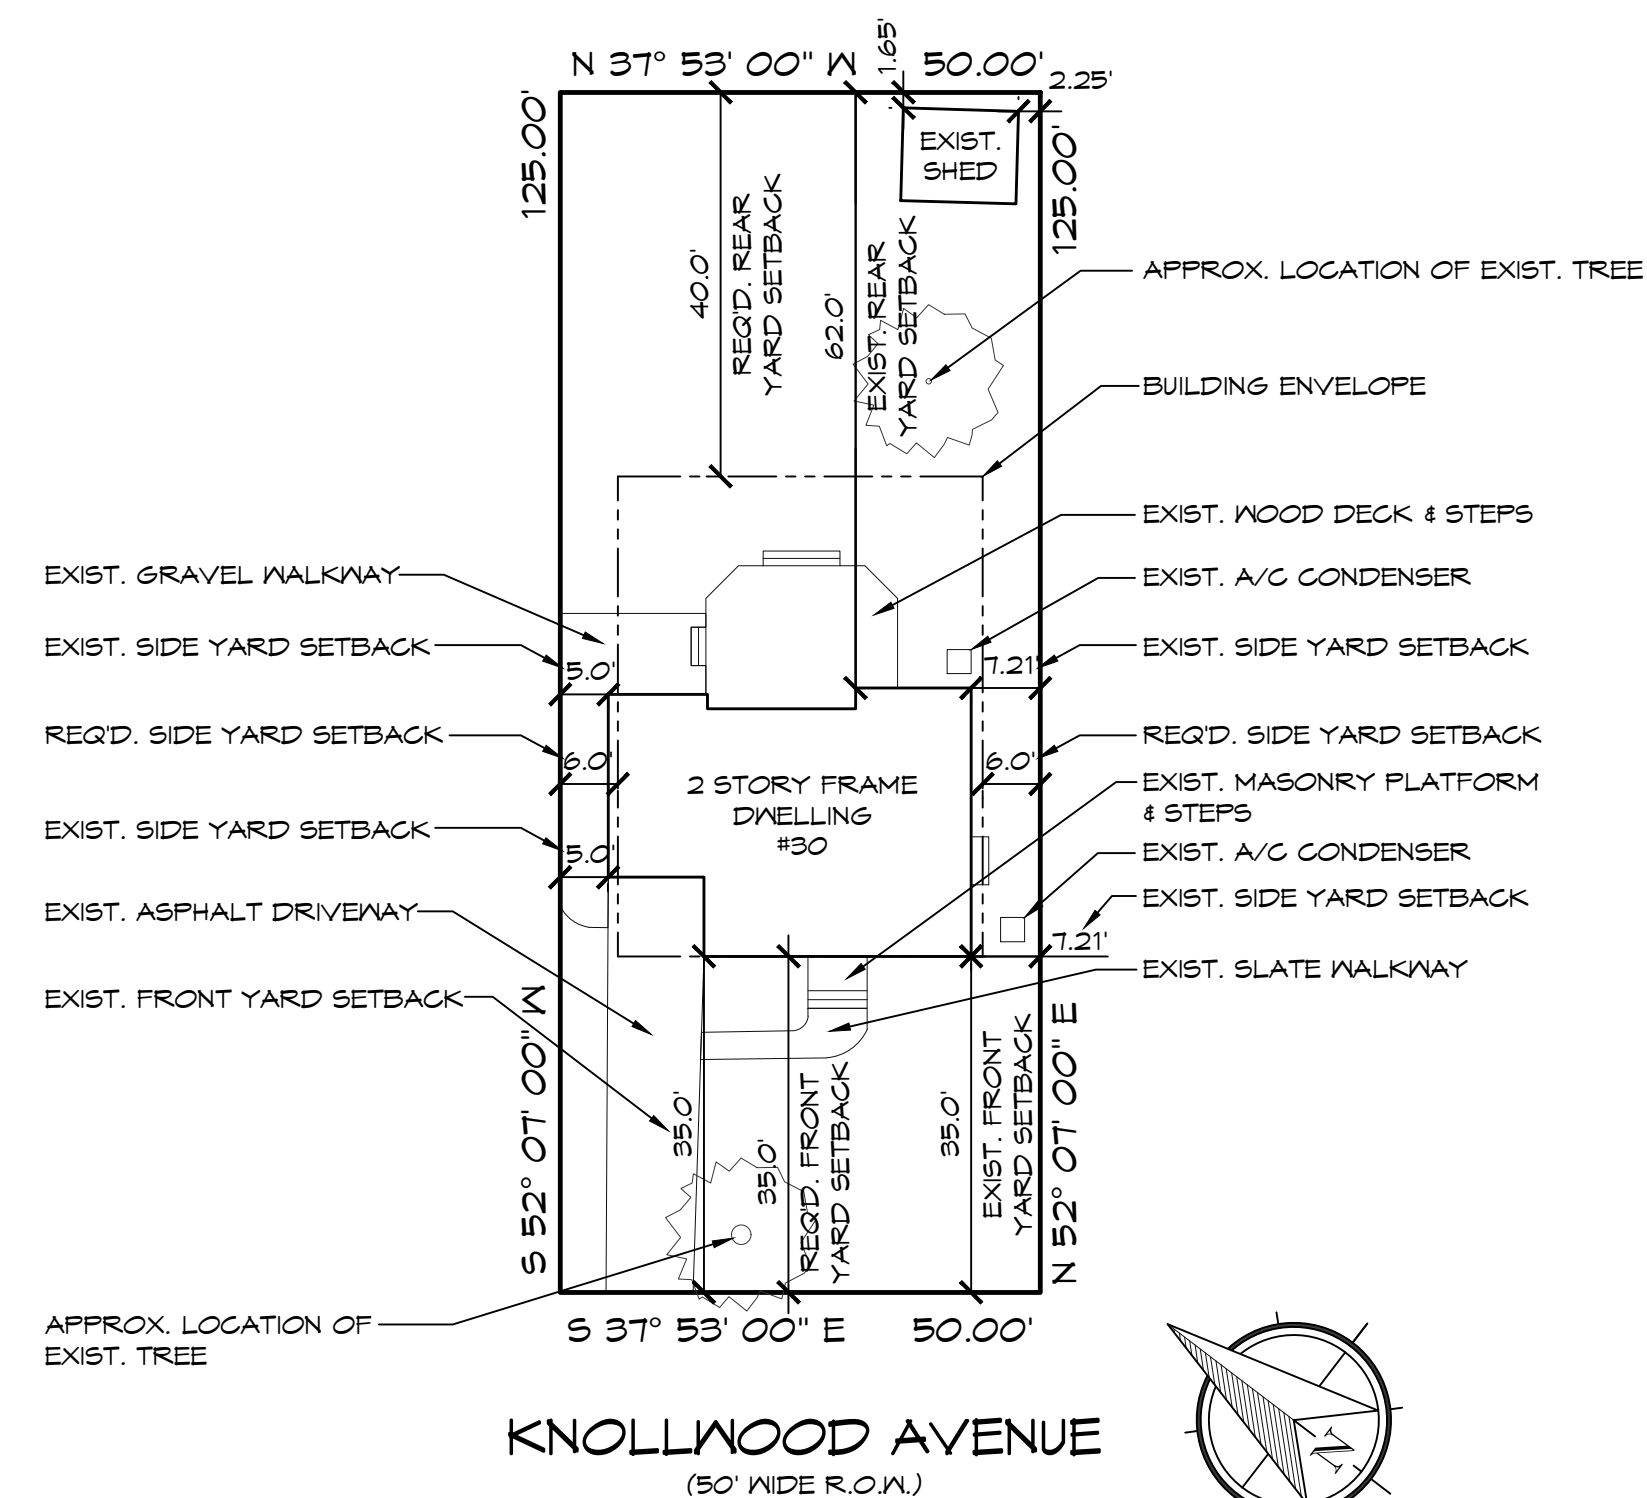 N 37° 53' 00" W
1.65'
50.00'
2.25'
125.00'
125.00'
EXIST.
SHED
40.0'
REQ'D. REAR
YARD SETBACK
62.0'
EXIST. REAR
YARD SETBACK
APPROX. LOCATION OF EXIST. TREE
BUILDING ENVELOPE
EXIST. WOOD DECK & STEPS
EXIST. GRAVEL WALKWAY
EXIST. A/C CONDENSER
EXIST. SIDE YARD SETBACK
5.0'
7.21'
EXIST. SIDE YARD SETBACK
REQ'D. SIDE YARD SETBACK
6.0'
6.0'
REQ'D. SIDE YARD SETBACK
2 STORY FRAME
DWELLING
#30
EXIST. MASONRY PLATFORM
& STEPS
EXIST. SIDE YARD SETBACK
5.0'
EXIST. A/C CONDENSER
EXIST. ASPHALT DRIVEWAY
EXIST. SIDE YARD SETBACK
7.21'
EXIST. SLATE WALKWAY
EXIST. FRONT YARD SETBACK
S 52° 07' 00" W
35.0'
35.0'
REQ'D. FRONT
YARD SETBACK
35.0'
EXIST. FRONT
YARD SETBACK
N 52° 07' 00" E
APPROX. LOCATION OF
EXIST. TREE
S 37° 53' 00" E
50.00'
KNOLLWOOD AVENUE
(50' WIDE R.O.W.)
N